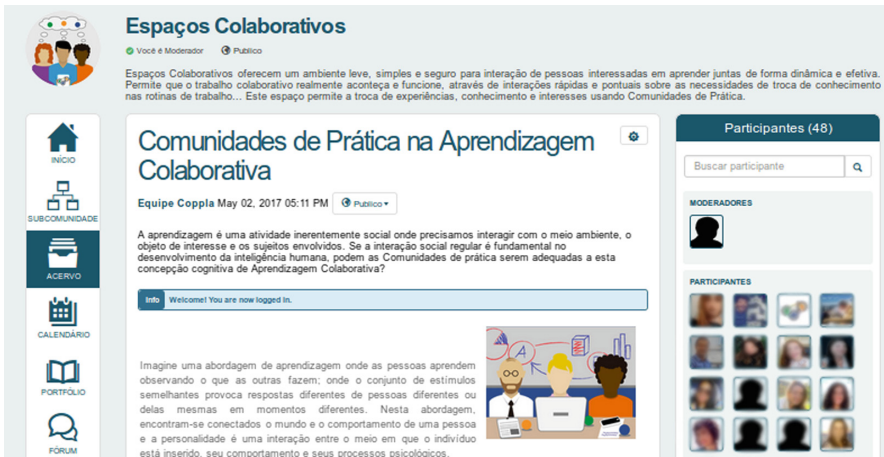 Espaços Colaborativos
Você é Moderador Publico
Espaços Colaborativos oferecem um ambiente leve, simples e seguro para interação de pessoas interessadas em aprender juntas de forma dinâmica e efetiva.
Permite que o trabalho colaborativo realmente aconteça e funcione, através de interações rápidas e pontuais sobre as necessidades de troca de conhecimento
nas rotinas de trabalho... Este espaço permite a troca de experiências, conhecimento e interesses usando Comunidades de Prática.
INÍCIO
SUBCOMUNIDADE
ACERVO
CALENDÁRIO
PORTFÓLIO
FÓRUM
Comunidades de Prática na Aprendizagem
Colaborativa
Equipe Coppla May 02, 2017 05:11 PM Publico
A aprendizagem é uma atividade inerentemente social onde precisamos interagir com o meio ambiente, o
objeto de interesse e os sujeitos envolvidos. Se a interação social regular é fundamental no
desenvolvimento da inteligência humana, podem as Comunidades de prática serem adequadas a esta
concepção cognitiva de Aprendizagem Colaborativa?
Info Welcome! You are now logged in.
Imagine uma abordagem de aprendizagem onde as pessoas aprendem
observando o que as outras fazem; onde o conjunto de estímulos
semelhantes provoca respostas diferentes de pessoas diferentes ou
delas mesmas em momentos diferentes. Nesta abordagem,
encontram-se conectados o mundo e o comportamento de uma pessoa
e a personalidade é uma interação entre o meio em que o indivíduo
está inserido, seu comportamento e seus processos psicológicos.
A
Participantes (48)
Buscar participante
MODERADORES
PARTICIPANTES